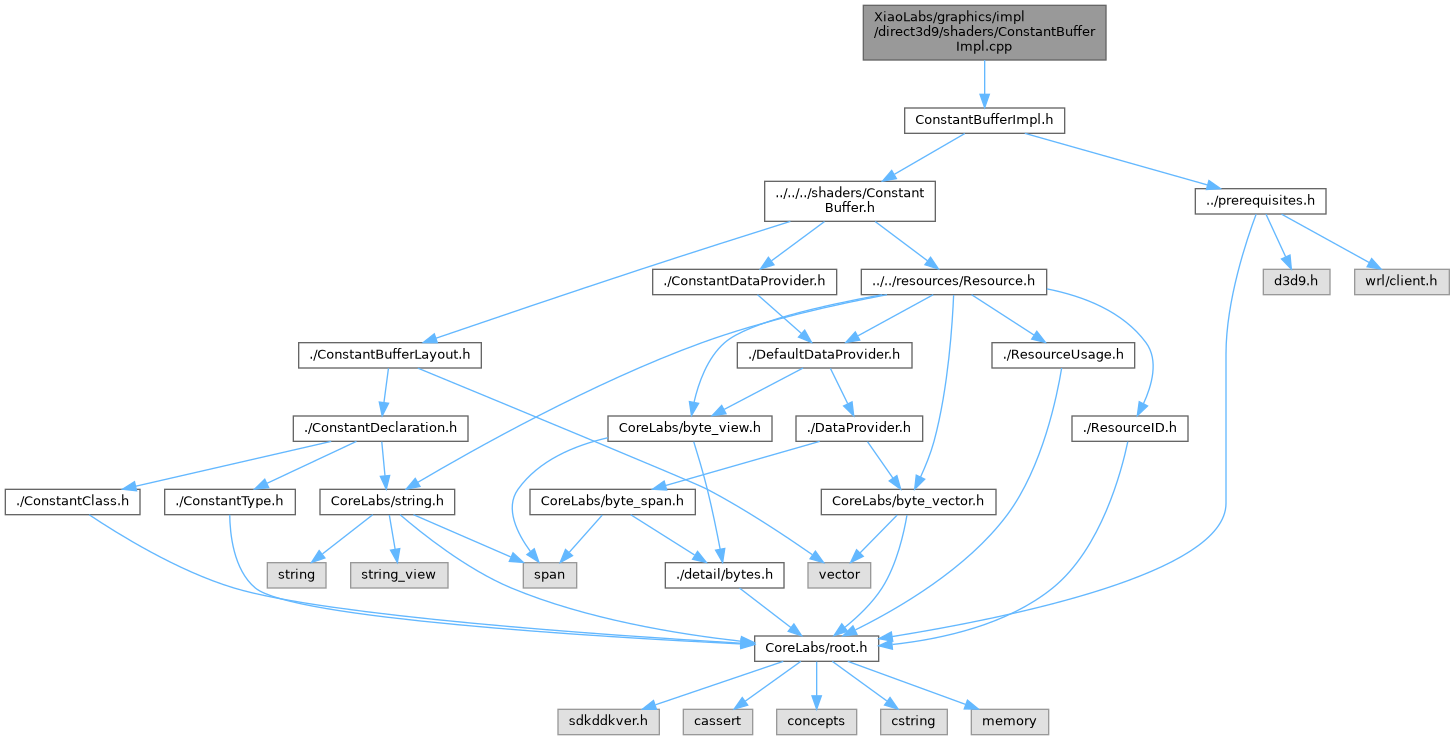 XiaoLabs/graphics/impl
/direct3d9/shaders/ConstantBuffer
Impl.cpp
ConstantBufferImpl.h
../../../shaders/Constant
Buffer.h
../prerequisites.h
./ConstantDataProvider.h
../../resources/Resource.h
d3d9.h
wrl/client.h
./ConstantBufferLayout.h
./DefaultDataProvider.h
./ResourceUsage.h
./ConstantDeclaration.h
CoreLabs/byte_view.h
./DataProvider.h
./ResourceID.h
./ConstantClass.h
./ConstantType.h
CoreLabs/string.h
CoreLabs/byte_span.h
CoreLabs/byte_vector.h
string
string_view
span
./detail/bytes.h
vector
CoreLabs/root.h
sdkddkver.h
cassert
concepts
cstring
memory